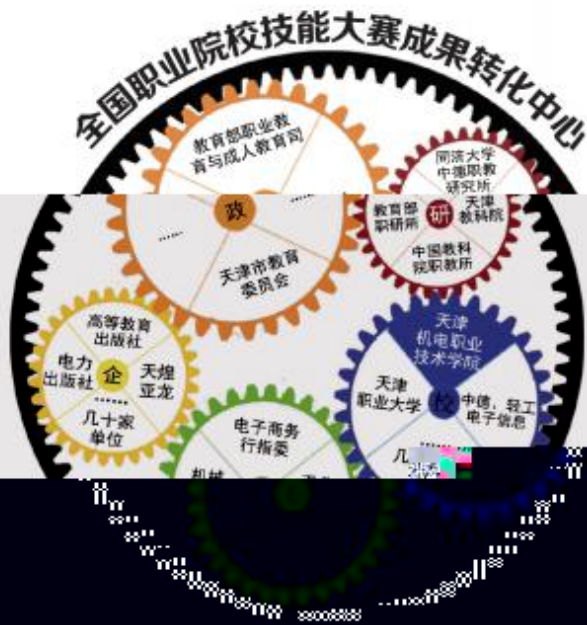 全国职业院校技能大赛成果转化中心
教育部职业教
育与成人教育司
政
……
……
天津市教育
委员会
同济大学
中德职教
研究所
教育部
职研所
研
天津
教科院
中国教科
院职教所
高等教育
出版社
电力
出版社
企
天煌
亚龙
……
几十家
单位
天津
机电职业
技术学院
天津
职业大学
校
中德、轻工
电子信息
……
几
电子商务
行指委
机械